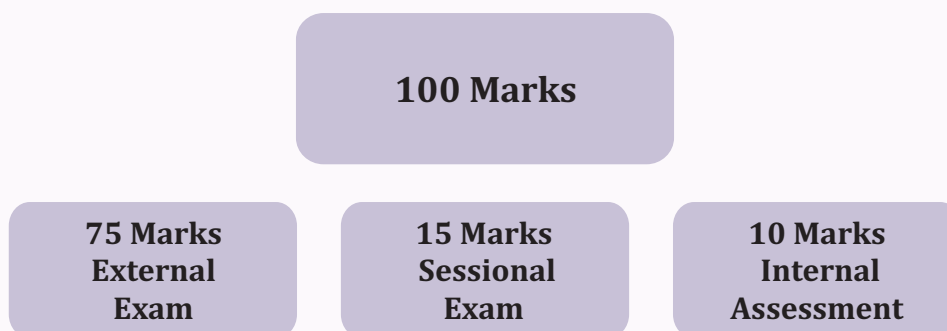 100 Marks
75 Marks
External
Exam
15 Marks
Sessional
Exam
10 Marks
Internal
Assessment